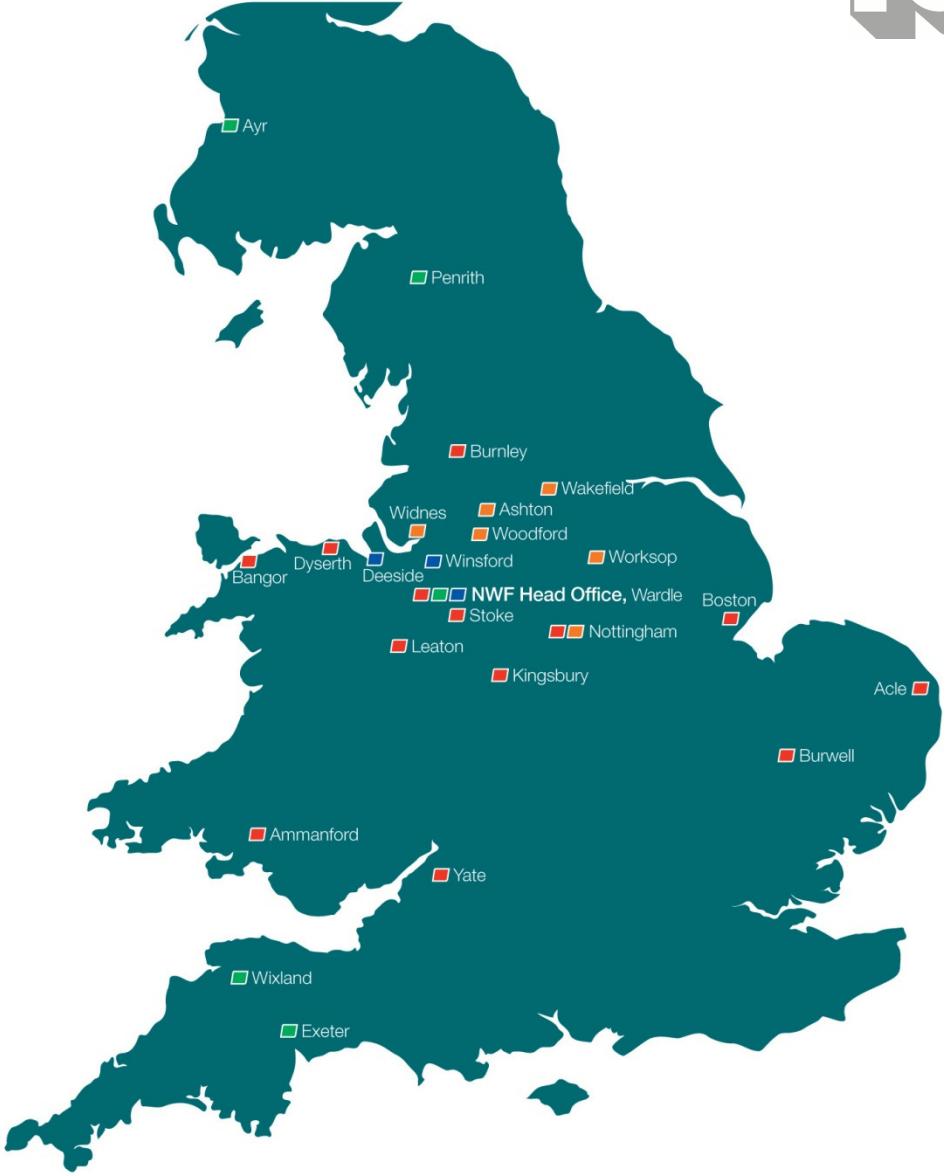 Ayr
Penrith
Burnley
Wakefield
Ashton
Widnes
Woodford
Worksop
Dyserth
Winsford
Bangor
Deeside
NWF Head Office, Wardle
Boston
Stoke
Nottingham
Leaton
Kingsbury
Acle
Burwell
Ammanford
Yate
Wixland
Exeter